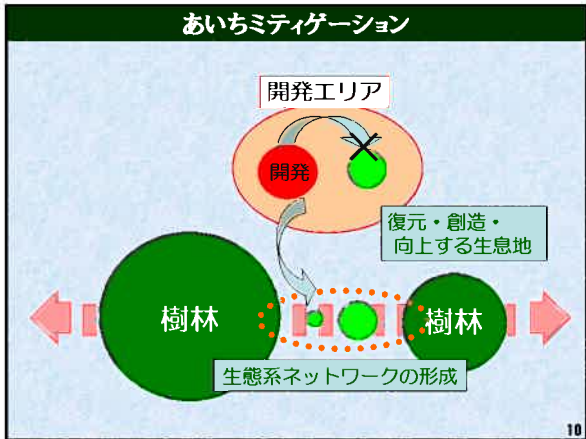 あいちミティゲーション
開発エリア
開発
復元・創造・
向上する生息地
樹林
樹林
生態系ネットワークの形成
10